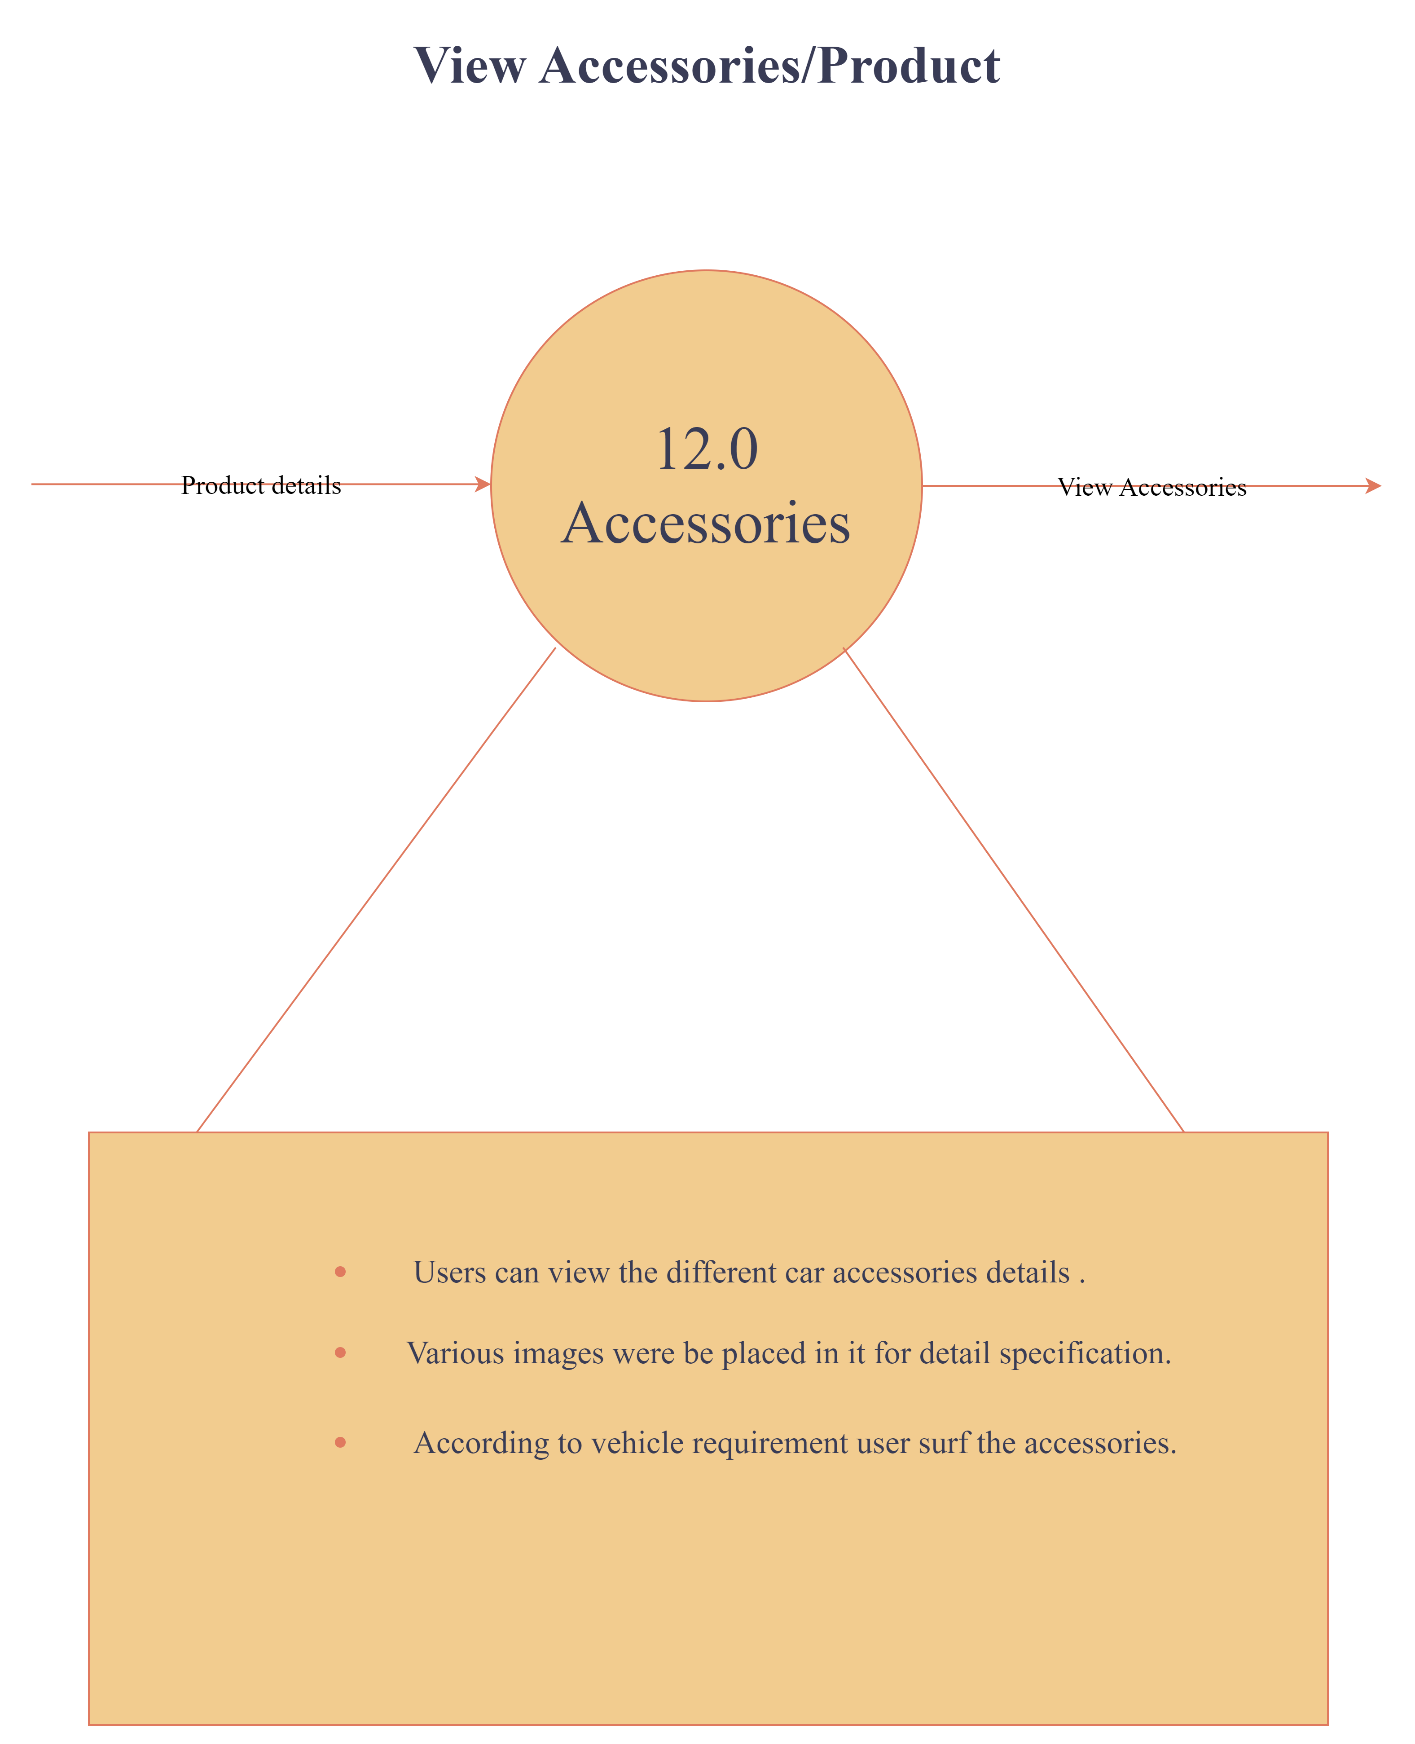 View Accessories/Product
12.0
Accessories
Product details
View Accessories
• Users can view the different car accessories details .
• Various images were be placed in it for detail specification.
• According to vehicle requirement user surf the accessories.